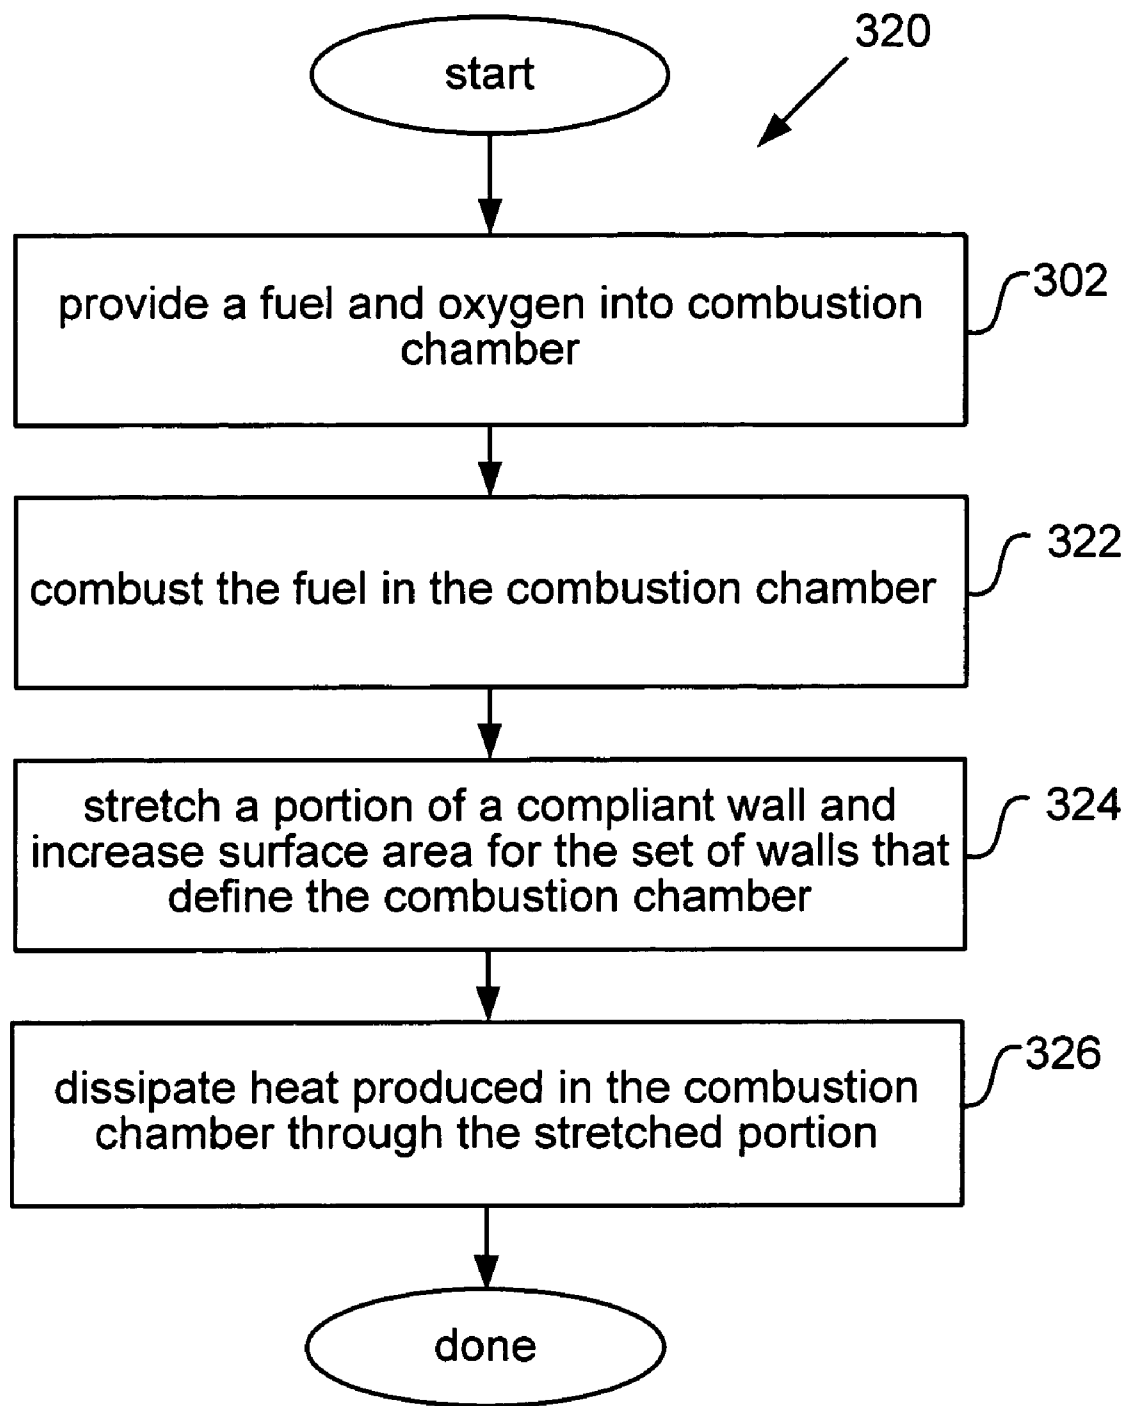 320
start
provide a fuel and oxygen into combustion
chamber
302
combust the fuel in the combustion chamber
322
stretch a portion of a compliant wall and
increase surface area for the set of walls that
define the combustion chamber
324
dissipate heat produced in the combustion
chamber through the stretched portion
326
done